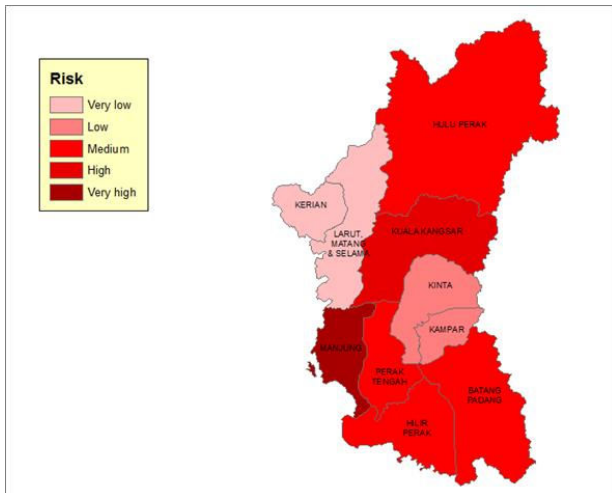 Risk
Very low
Low
Medium
High
Very high
HULU PERAK
KERIAN
LARUT,
MATANG
& SELAMA
KUALA KANGSAR
KINTA
KAMPAR
MANJUNG
PERAK
TENGAH
BATANG
PADANG
HILIR
PERAK